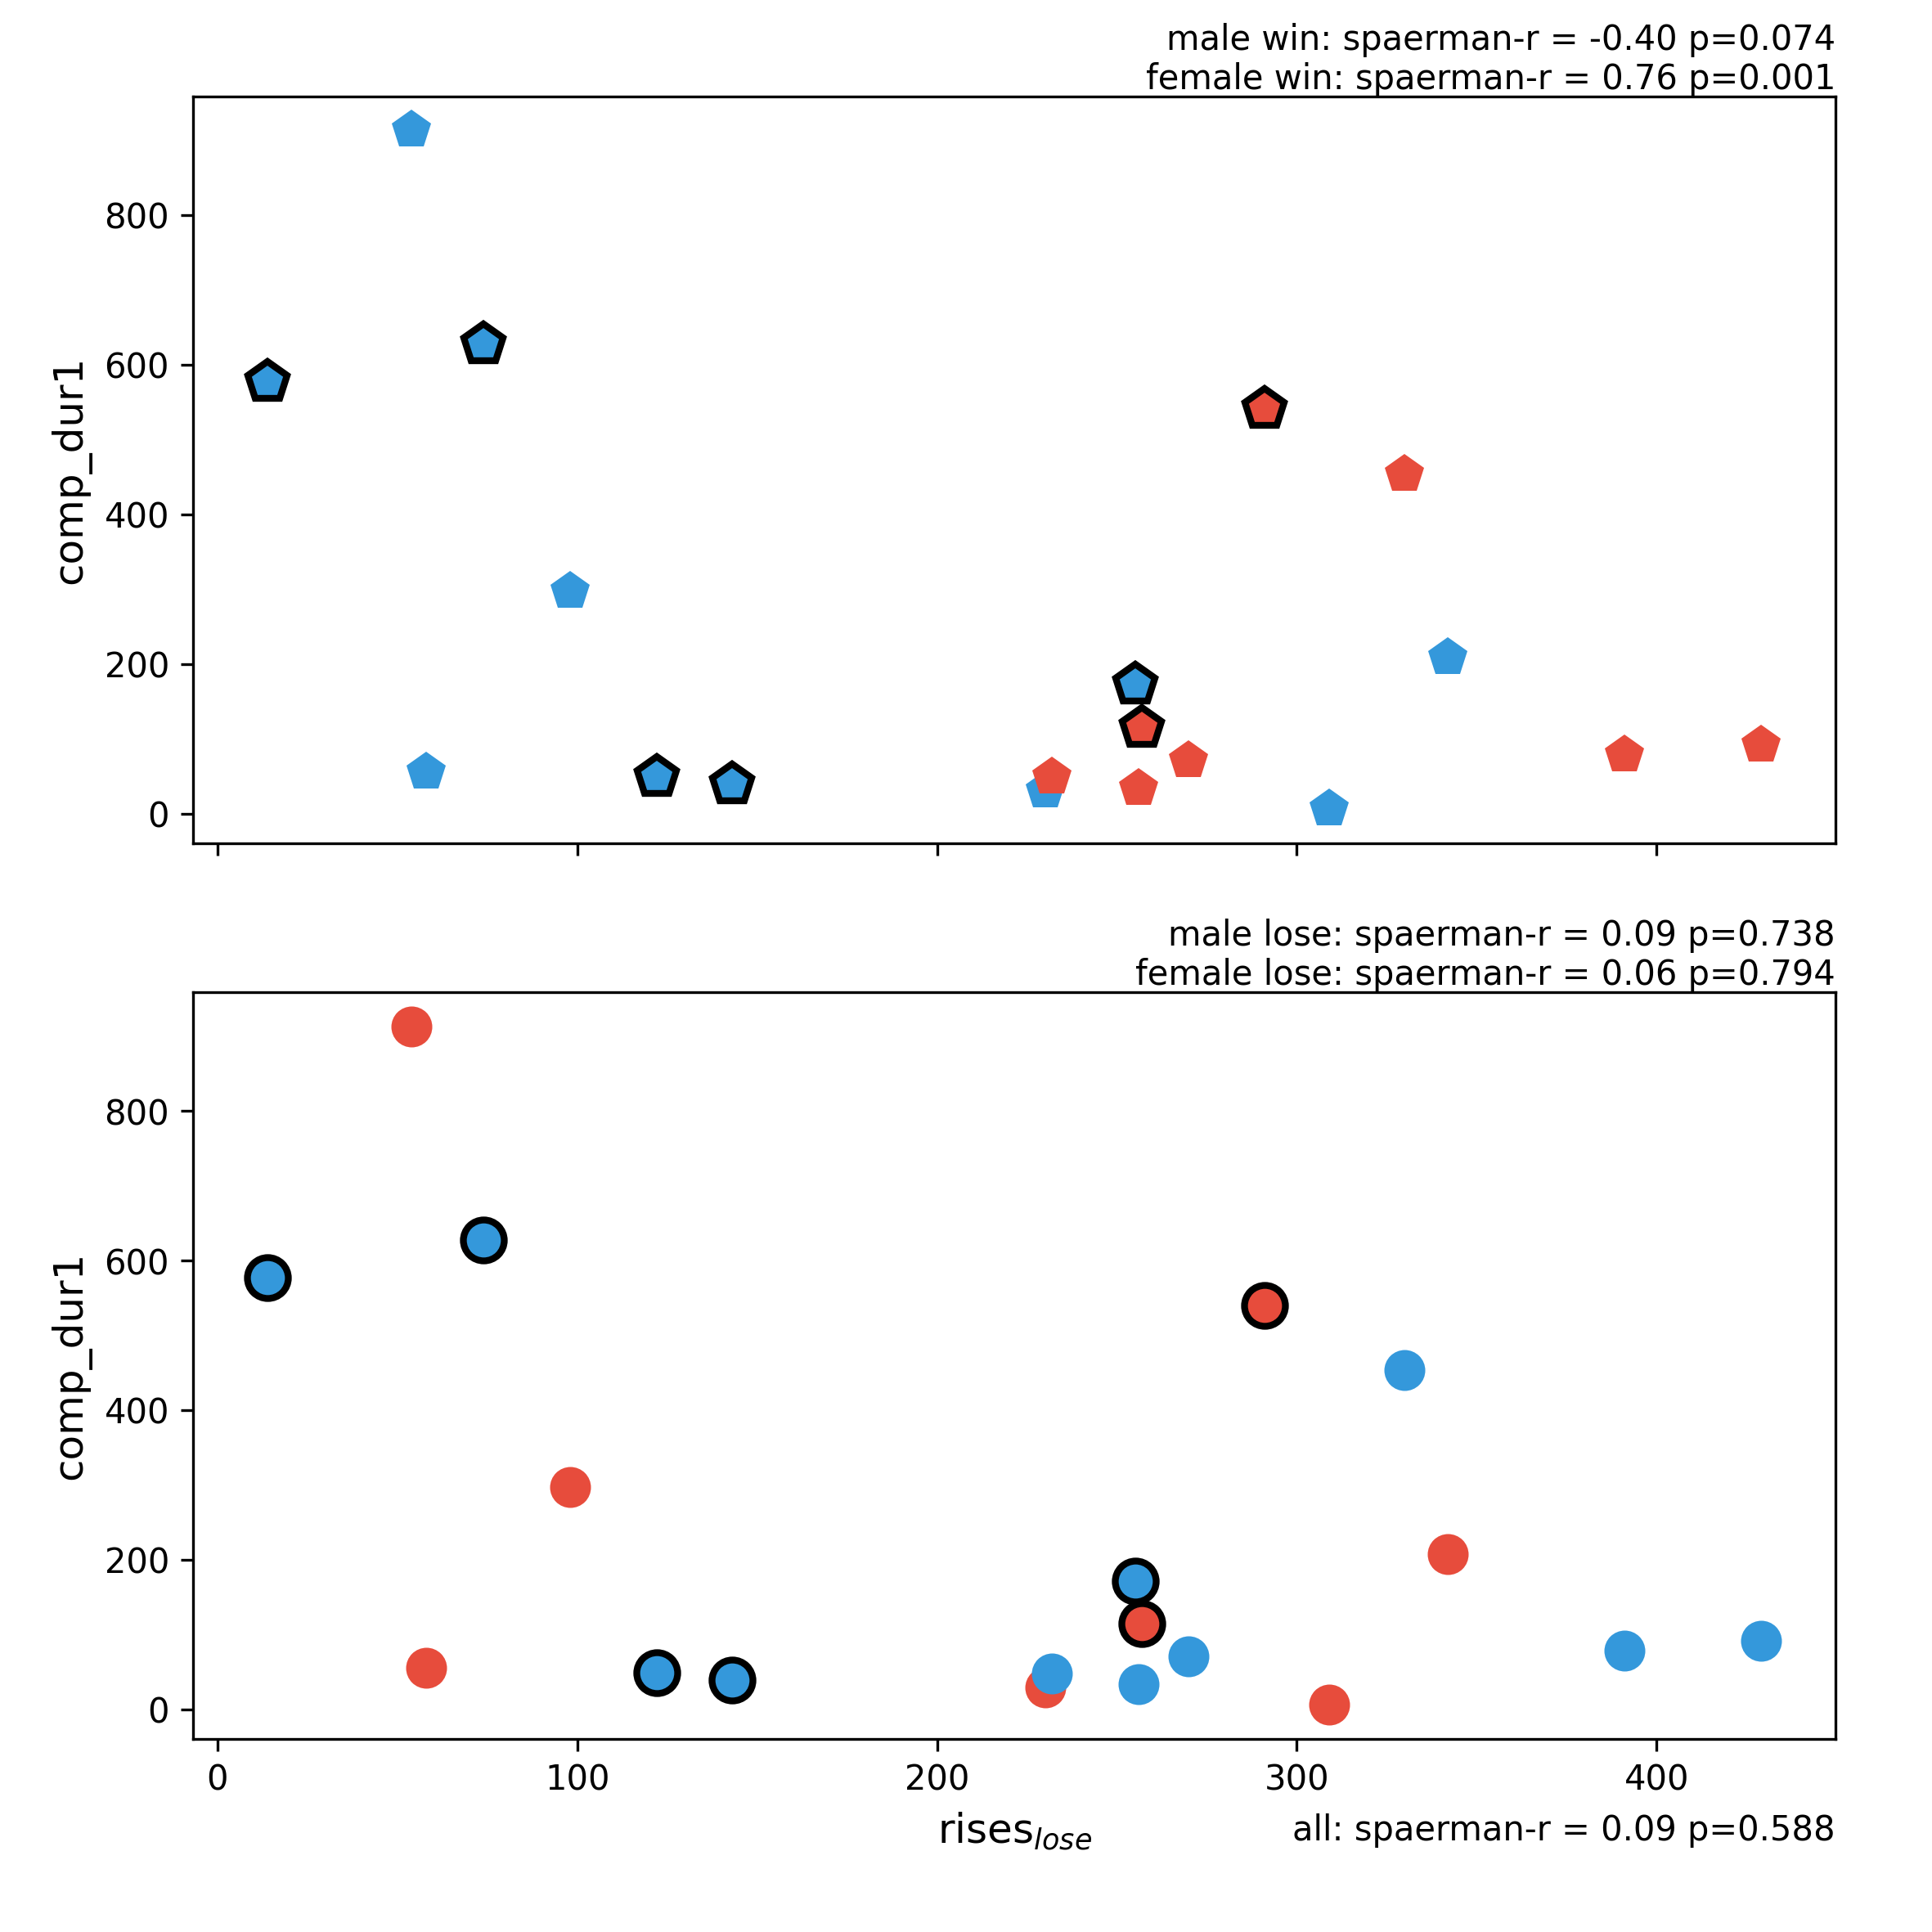 male win: spaerman-r = -0.40 p=0.074
female win: spaerman-r = 0.76 p=0.001
comp_dur1
800
600
400
200
0
male lose: spaerman-r = 0.09 p=0.738
female lose: spaerman-r = 0.06 p=0.794
comp_dur1
800
600
400
200
0
0 100 200 300 400
rises_lose
all: spaerman-r = 0.09 p=0.588